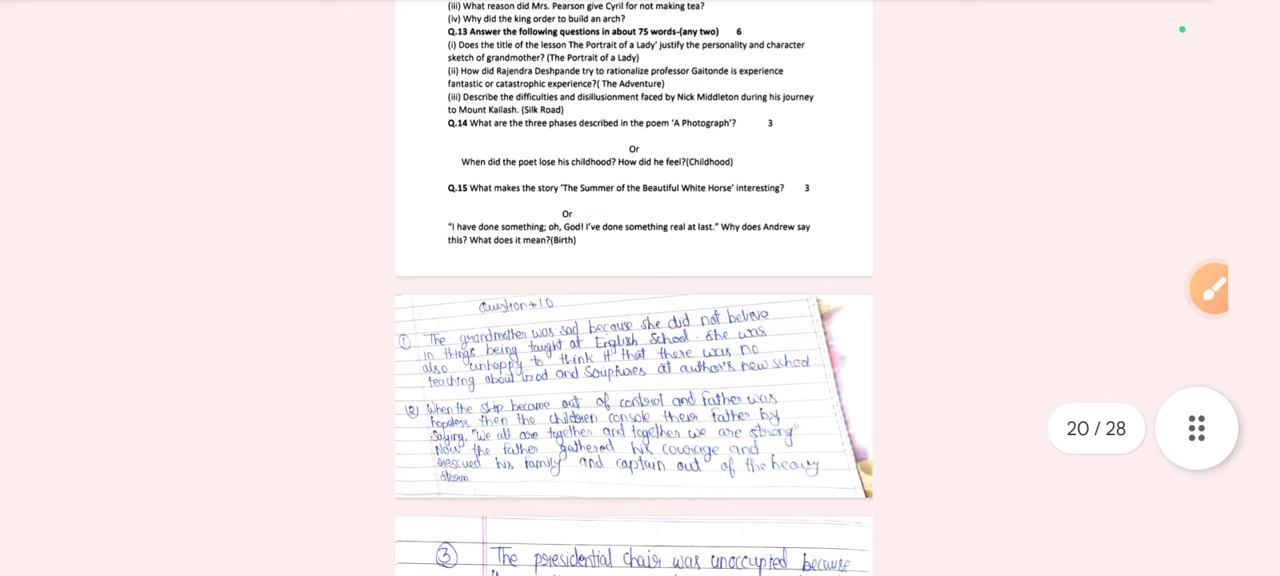 (iii) What reason did Mrs. Pearson give Cyril for not making tea?
(iv) Why did the king order to build an arch?
Q.13 Answer the following questions in about 75 words-(any two) 6
(i) Does the title of the lesson The Portrait of a Lady' justify the personality and character
sketch of grandmother? (The Portrait of a Lady)
(ii) How did Rajendra Deshpande try to rationalize professor Gaitonde is experience
fantastic or catastrophic experience?( The Adventure)
(iii) Describe the difficulties and disillusionment faced by Nick Middleton during his journey
to Mount Kailash. (Silk Road)
Q.14 What are the three phases described in the poem 'A Photograph'? 3
Or
When did the poet lose his childhood? How did he feel?(Childhood)
Q.15 What makes the story 'The Summer of the Beautiful White Horse' interesting? 3
Or
"I have done something; oh, God! I've done something real at last." Why does Andrew say
this? What does it mean?(Birth)
Question 10
① The grandmother was sad because she did not believe
in things being taught at English School. She was
also unhappy to think that there was no
teaching about God and Scriptures at author's new school
② When the ship became out of control and father was
hopeless then the children console their father by
saying, "We all are together and together we are strong"
Now the father gathered his courage and
rescued his family and captain out of the heavy
storm.
20 / 28
③ The presidential chair was unoccupied because